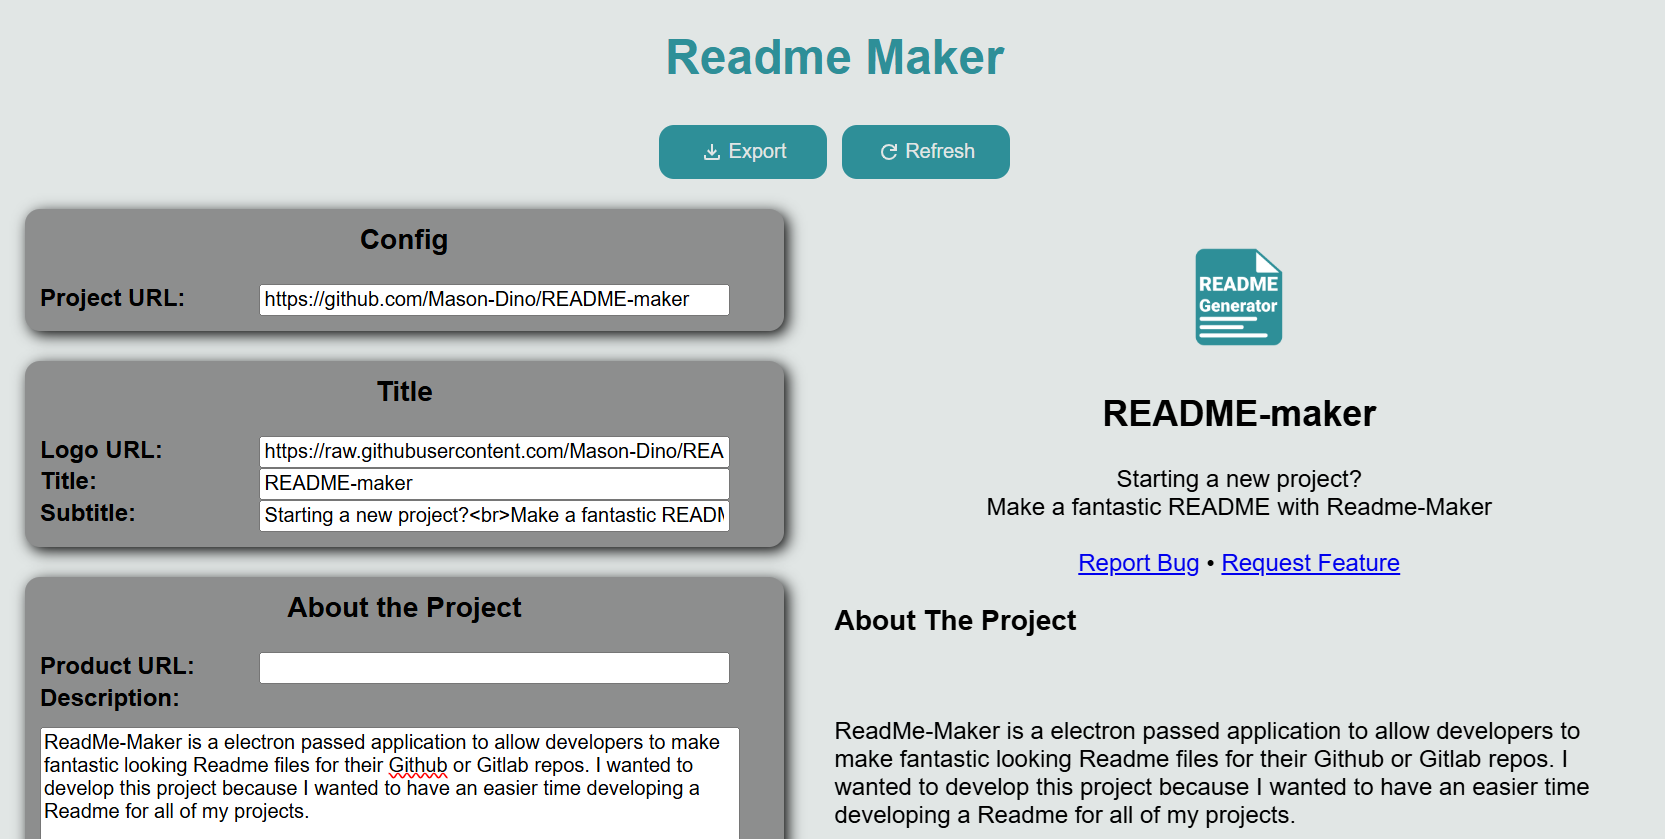 Readme Maker
Export
Refresh
Config
Project URL:
https://github.com/Mason-Dino/README-maker
Title
Logo URL:
https://raw.githubusercontent.com/Mason-Dino/REA
Title:
README-maker
Subtitle:
Starting a new project?<br>Make a fantastic READM
About the Project
Product URL:
Description:
ReadMe-Maker is a electron passed application to allow developers to make
fantastic looking Readme files for their Github or Gitlab repos. I wanted to
develop this project because I wanted to have an easier time developing a
Readme for all of my projects.
README
Generator
README-maker
Starting a new project?
Make a fantastic README with Readme-Maker
Report Bug • Request Feature
About The Project
ReadMe-Maker is a electron passed application to allow developers to
make fantastic looking Readme files for their Github or Gitlab repos. I
wanted to develop this project because I wanted to have an easier time
developing a Readme for all of my projects.